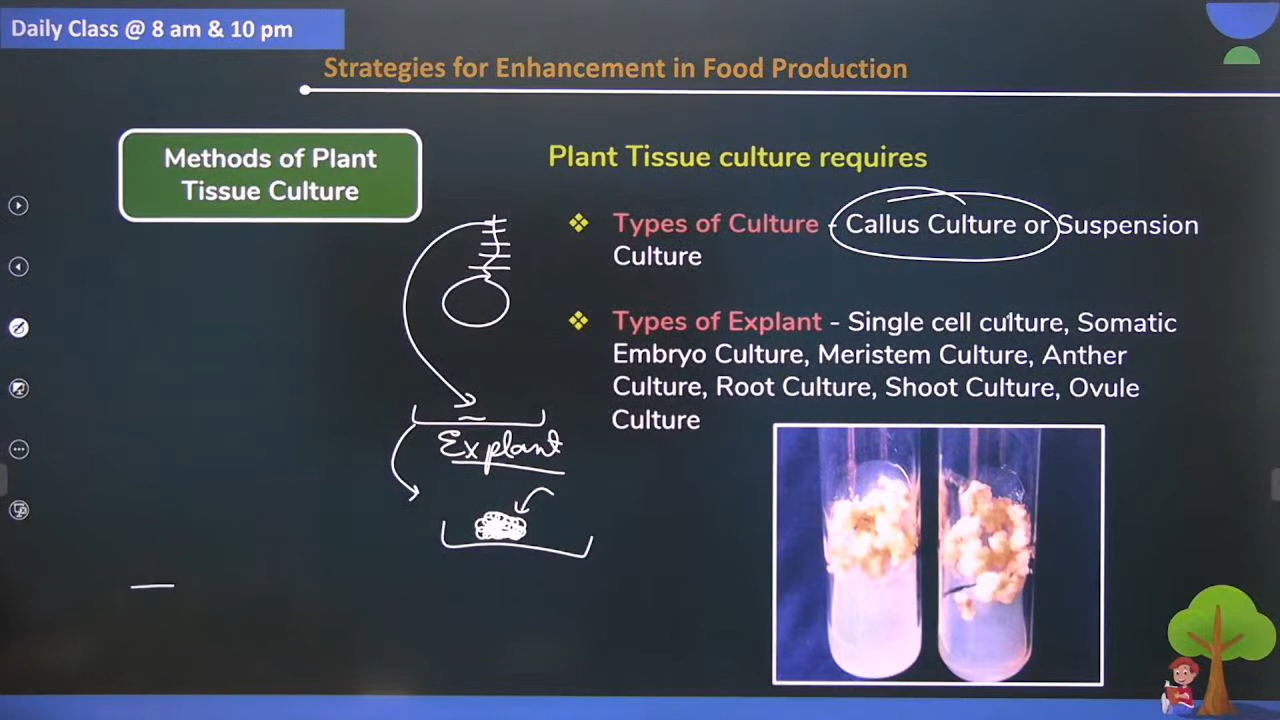 Daily Class @ 8 am & 10 pm
Strategies for Enhancement in Food Production
Methods of Plant
Tissue Culture
Plant Tissue culture requires
Types of Culture - Callus Culture or Suspension
Culture
Types of Explant - Single cell culture, Somatic
Embryo Culture, Meristem Culture, Anther
Culture, Root Culture, Shoot Culture, Ovule
Culture
Explant